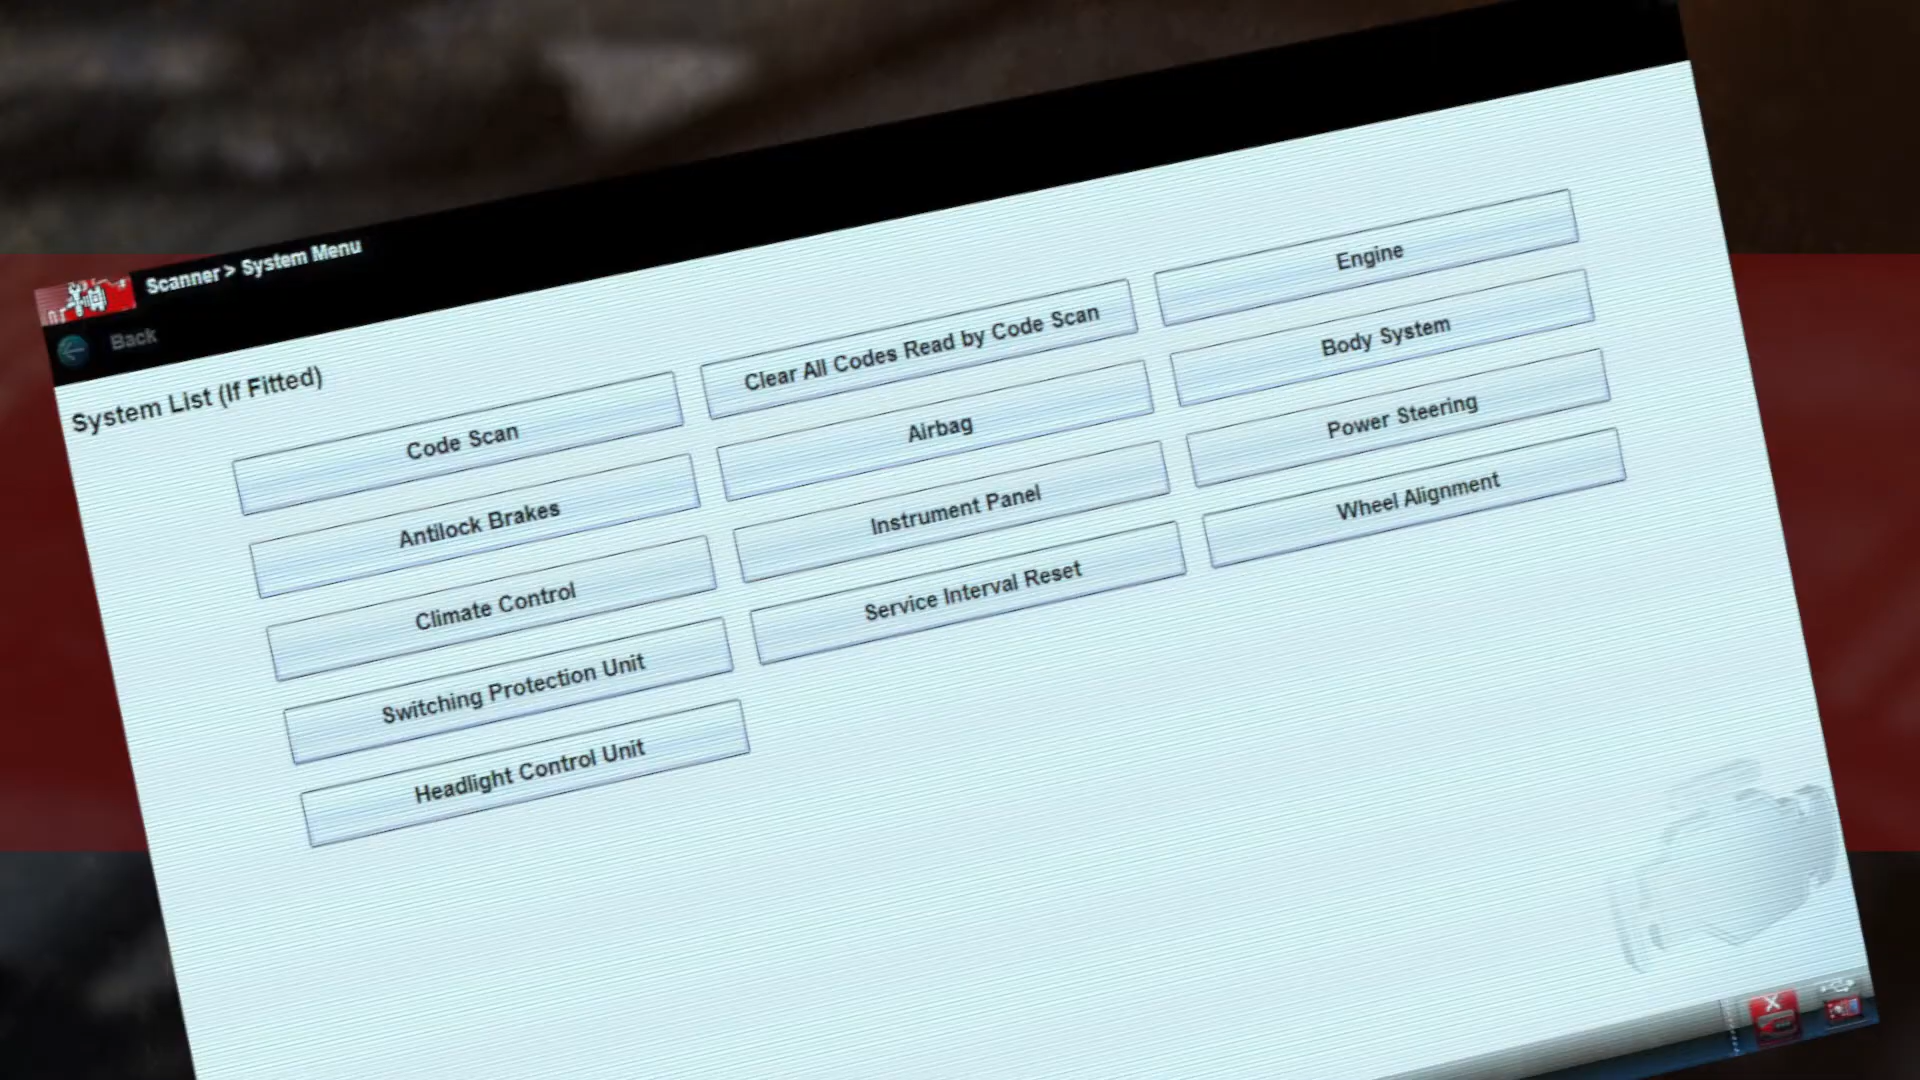 Scanner > System Menu
Back
System List (If Fitted)
Code Scan
Clear All Codes Read by Code Scan
Engine
Antilock Brakes
Airbag
Body System
Climate Control
Instrument Panel
Power Steering
Switching Protection Unit
Service Interval Reset
Wheel Alignment
Headlight Control Unit